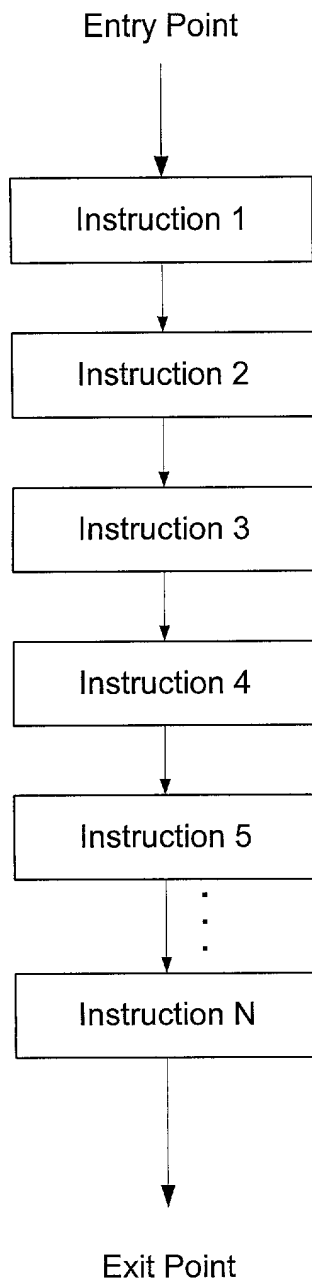 Entry Point
Instruction 1
Instruction 2
Instruction 3
Instruction 4
Instruction 5
Instruction N
Exit Point